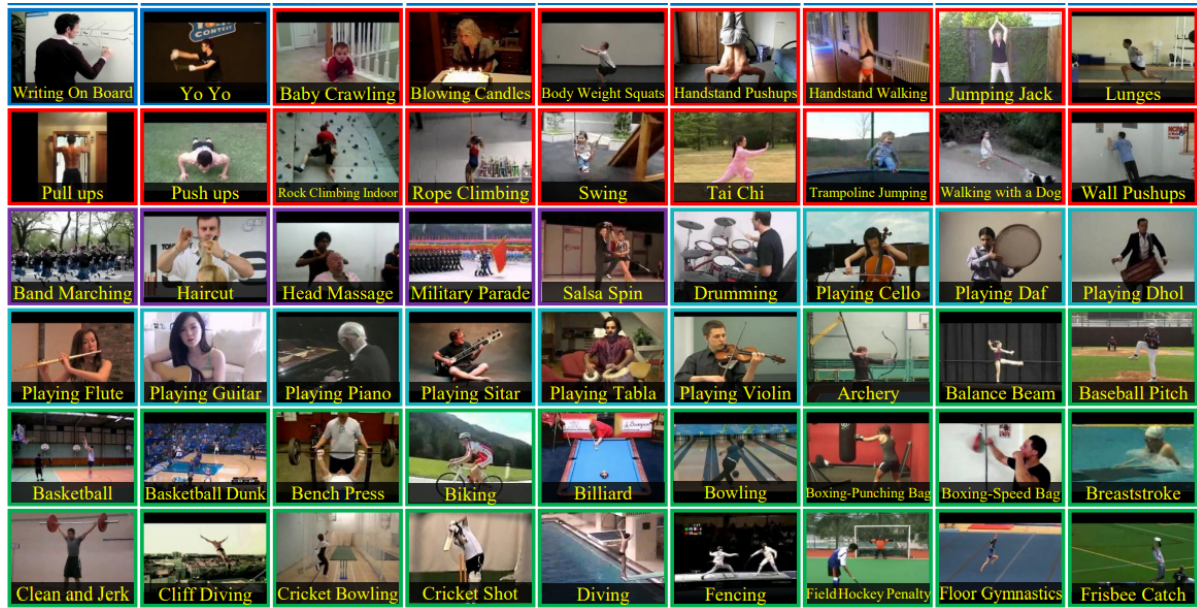 CONTEST
Writing On Board
Yo Yo
Baby Crawling
Blowing Candles
Body Weight Squats
Handstand Pushups
Handstand Walking
Jumping Jack
Lunges
Pull ups
Push ups
Rock Climbing Indoor
Rope Climbing
Swing
Tai Chi
Trampoline Jumping
Walking with a Dog
Wall Pushups
Band Marching
Haircut
Head Massage
Military Parade
Salsa Spin
Drumming
Playing Cello
Playing Daf
Playing Dhol
Playing Flute
Playing Guitar
Playing Piano
Playing Sitar
Playing Tabla
Playing Violin
Archery
Balance Beam
Baseball Pitch
Basketball
Basketball Dunk
Bench Press
Biking
Billiard
Bowling
Boxing-Punching Bag
Boxing-Speed Bag
Breaststroke
Clean and Jerk
Cliff Diving
Cricket Bowling
Cricket Shot
Diving
Fencing
Field Hockey Penalty
Floor Gymnastics
Frisbee Catch